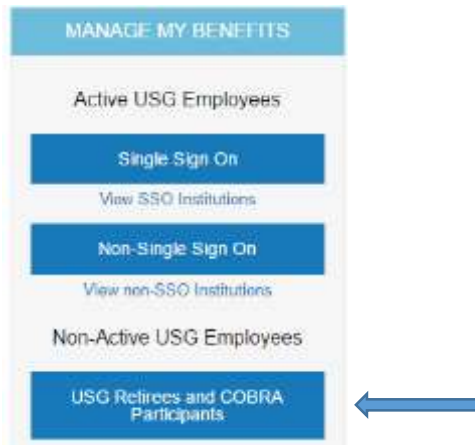 MANAGE MY BENEFITS
Active USG Employees
Single Sign On
View SSO Institutions
Non-Single Sign On
View non-SSO Institutions
Non-Active USG Employees
USG Retirees and COBRA
Participants